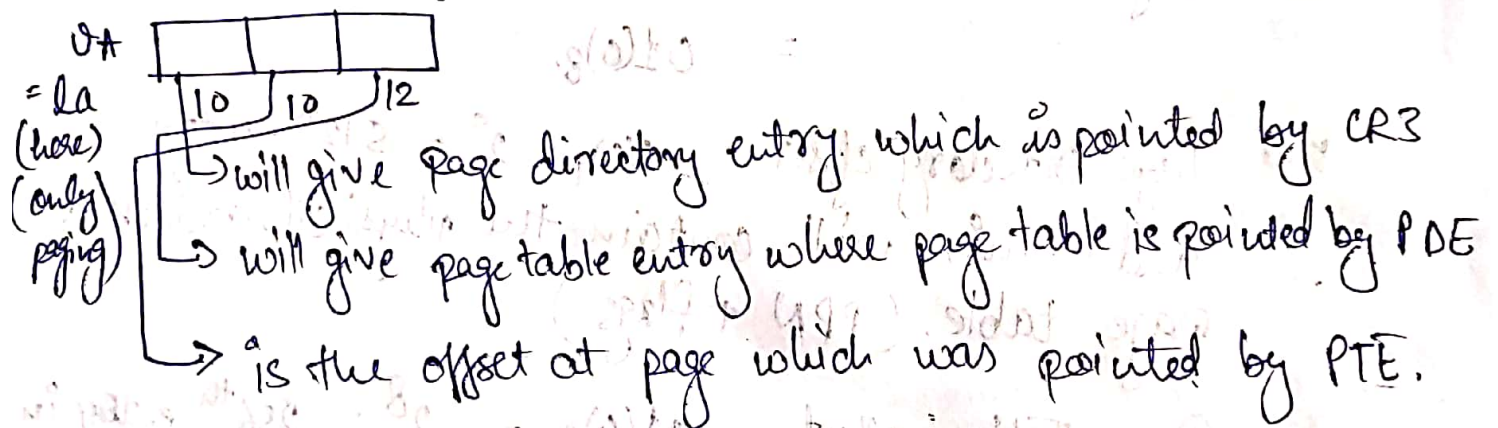 VA
= la
(here)
(only
paging)
10 10 12
will give page directory entry which is pointed by CR3
will give page table entry where page table is pointed by PDE
is the offset at page which was pointed by PTE.